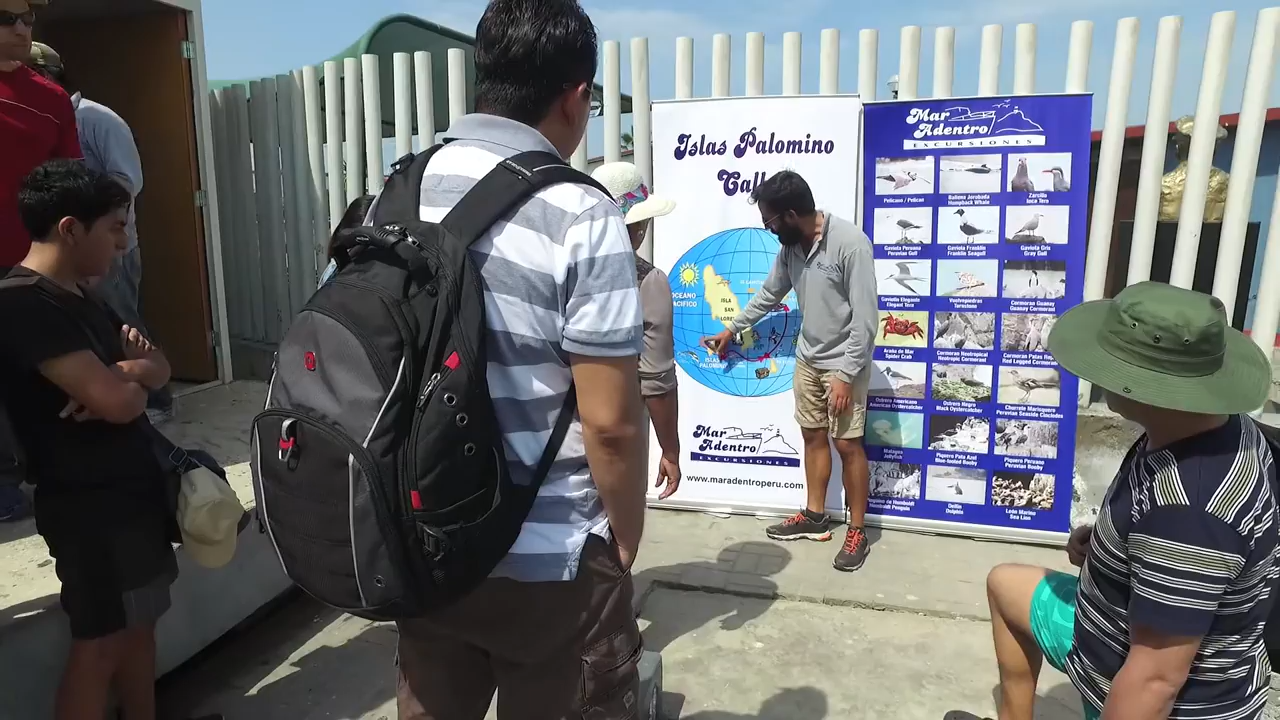 Islas Palomino
OCEANO
PACIFICO
ISLA
SAN
ISLAS
Mar
Adentro
EXCURSIONES
www.maradentroperu.com
Mar
Adentro
EXCURSIONES
Pelicano / Pelican
Ballena Jorobada
Humpback Whale
Zarcillo
Inca Tern
Gaviota Peruana
Peruvian Gull
Gaviota Franklin
Franklin Seagull
Gaviota Gris
Gray Gull
Gaviotín Elegante
Elegant Tern
Vuelvepiedras
Turnstone
Cormoran Guanay
Guanay Cormorant
Araña de Mar
Spider Crab
Cormoran Neotropical
Neotropic Cormorant
Cormoran Patas Rojas
Red Legged Cormorant
Ostrero Americano
American Oystercatcher
Ostrero Negro
Black Oystercatcher
Churrete Marisquero
Peruvian Seaside Cinclodes
Malagua
Jellyfish
Piquero Pata Azul
Blue-footed Booby
Piquero Peruano
Peruvian Booby
Pingüino de Humboldt
Humboldt Penguin
Delfín
Dolphin
León Marino
Sea Lion